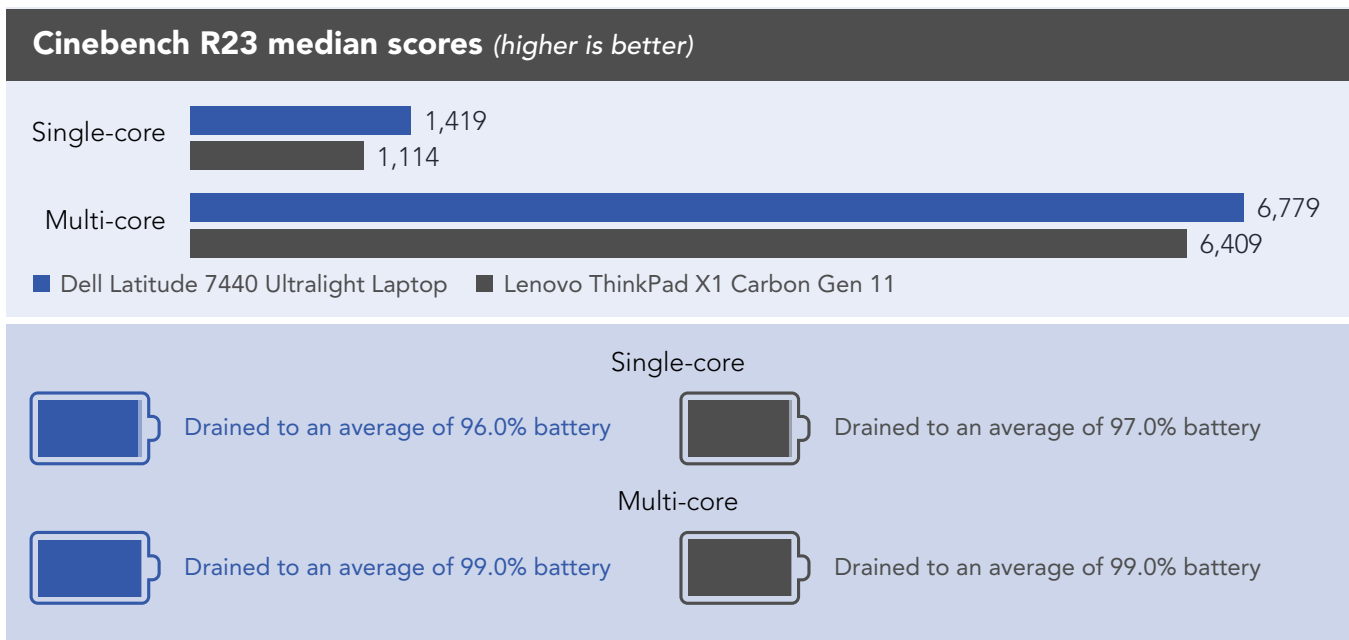 Cinebench R23 median scores (higher is better)
Single-core
1,419
1,114
Multi-core
6,779
6,409
Dell Latitude 7440 Ultralight Laptop Lenovo ThinkPad X1 Carbon Gen 11
Single-core
Drained to an average of 96.0% battery Drained to an average of 97.0% battery
Multi-core
Drained to an average of 99.0% battery Drained to an average of 99.0% battery